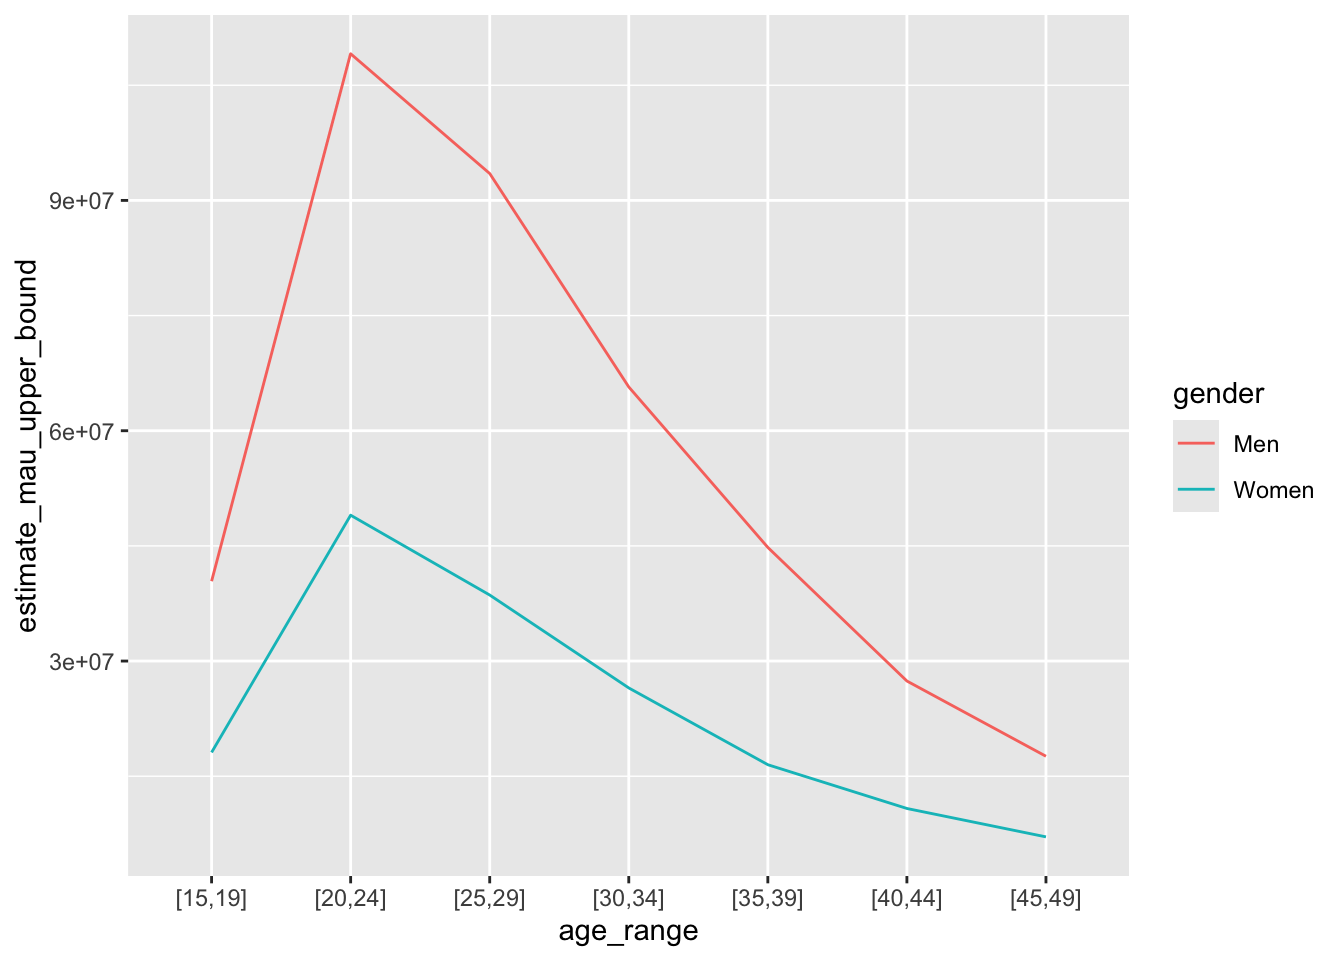 estimate_mau_upper_bound
9e+07
6e+07
3e+07
[15,19] [20,24] [25,29] [30,34] [35,39] [40,44] [45,49]
age_range
gender
Men
Women